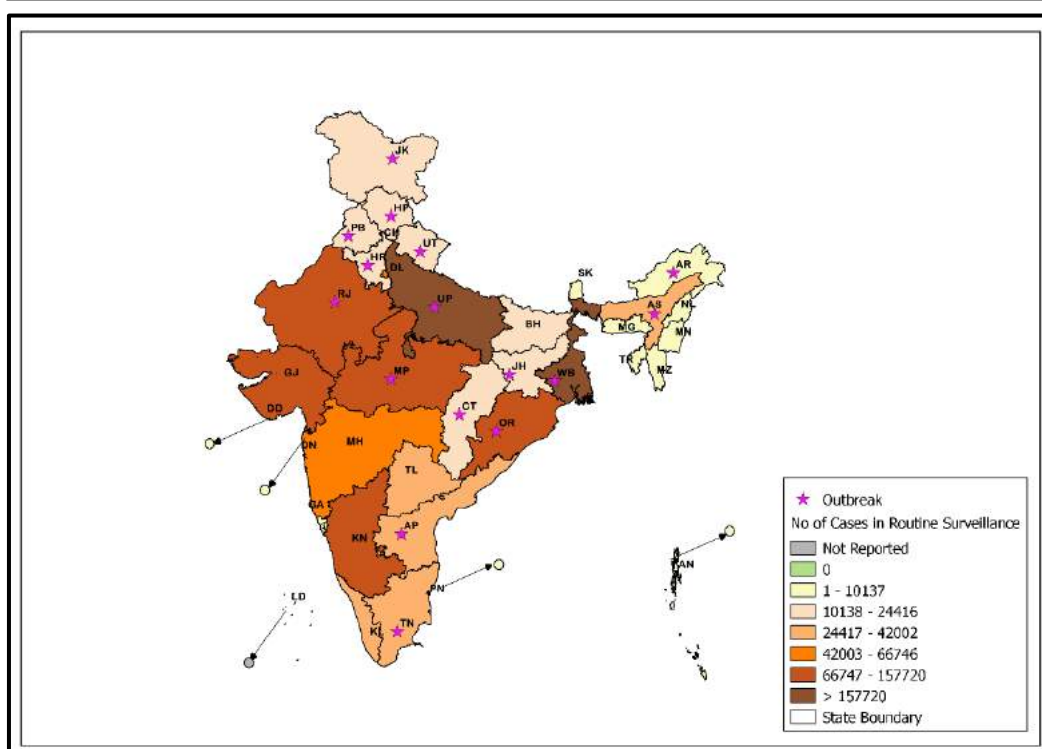 JK
HP
PB
CH
UT
HR
DL
SK
AR
RJ
UP
AS
NL
BH
MG
MN
TR
MZ
GJ
MP
JH
WB
DD
CT
OR
DN
MH
TL
GA
AP
KN
AN
PN
LD
KL
TN
Outbreak
No of Cases in Routine Surveillance
Not Reported
0
1 - 10137
10138 - 24416
24417 - 42002
42003 - 66746
66747 - 157720
> 157720
State Boundary